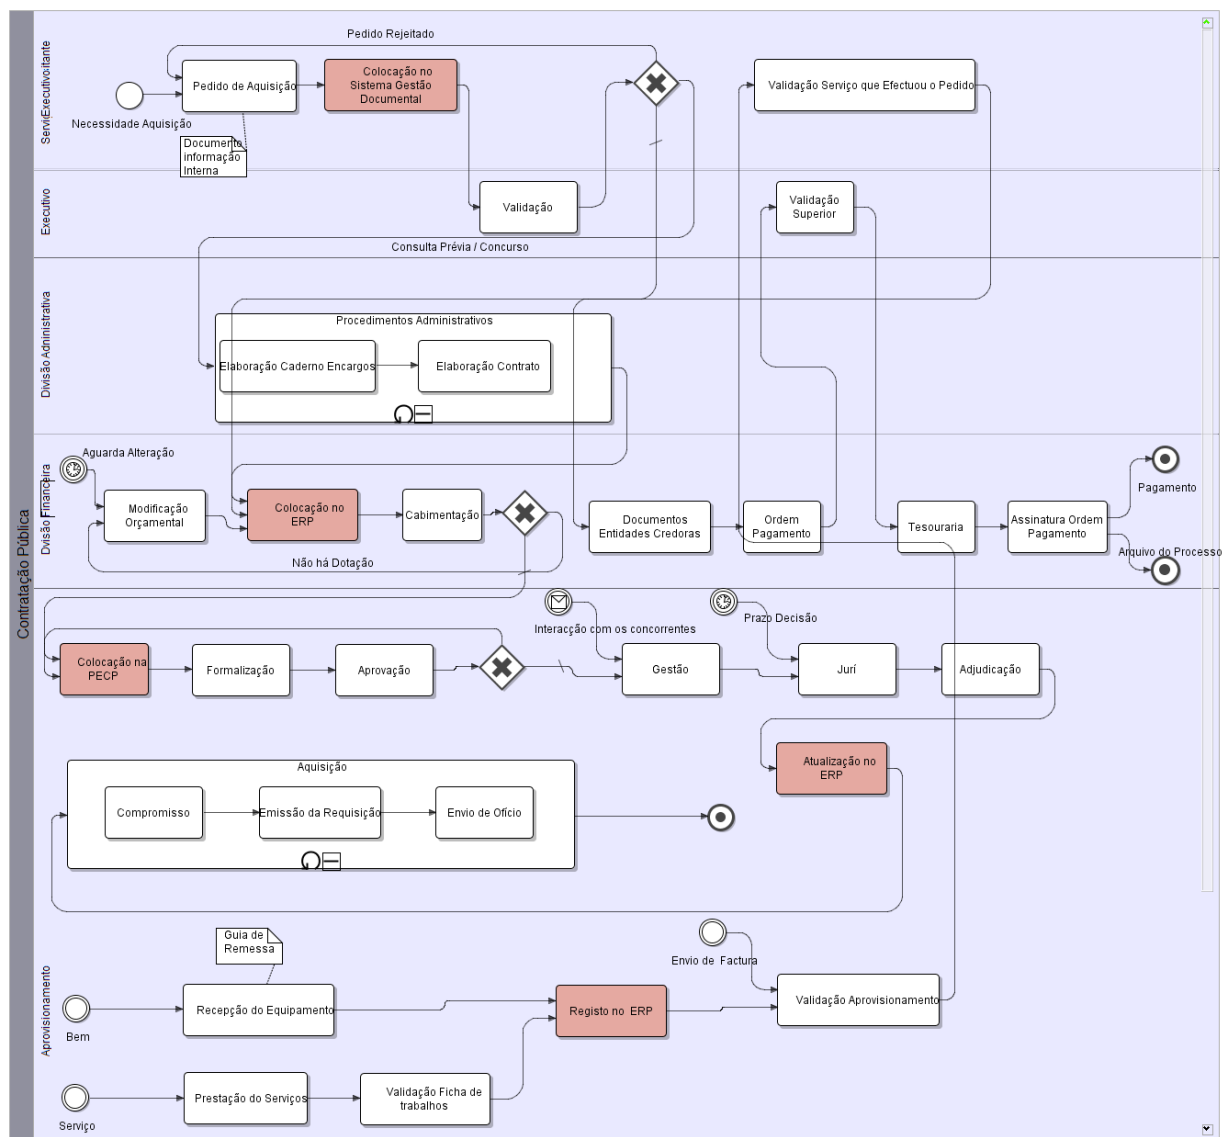 Contratação Pública
Executivo
Pedido Rejeitado
Pedido de Aquisição
Colocação no
Sistema Gestão
Documental
Validação Serviço que Efectuou o Pedido
Necessidade Aquisição
Documento
informação
Interna
Executivo
Validação
Validação
Superior
Consulta Prévia / Concurso
Divisão Administrativa
Procedimentos Administrativos
Elaboração Caderno Encargos
Elaboração Contrato
Dvisão Financeira
Aguarda Alteração
Modificação
Orçamental
Colocação no
ERP
Cabimentação
Não há Dotação
Documentos
Entidades Credoras
Ordem
Pagamento
Tesouraria
Assinatura Ordem
Pagamento
Pagamento
Arquivo do Processo
Aprovisionamento
Interacção com os concorrentes
Prazo Decisão
Colocação na
PECP
Formalização
Aprovação
Gestão
Jurí
Adjudicação
Atualização no
ERP
Aquisição
Compromisso
Emissão da Requisição
Envio de Ofício
Guia de
Remessa
Envio de Factura
Bem
Recepção do Equipamento
Registo no ERP
Validação Aprovisionamento
Serviço
Prestação do Serviços
Validação Ficha de
trabalhos